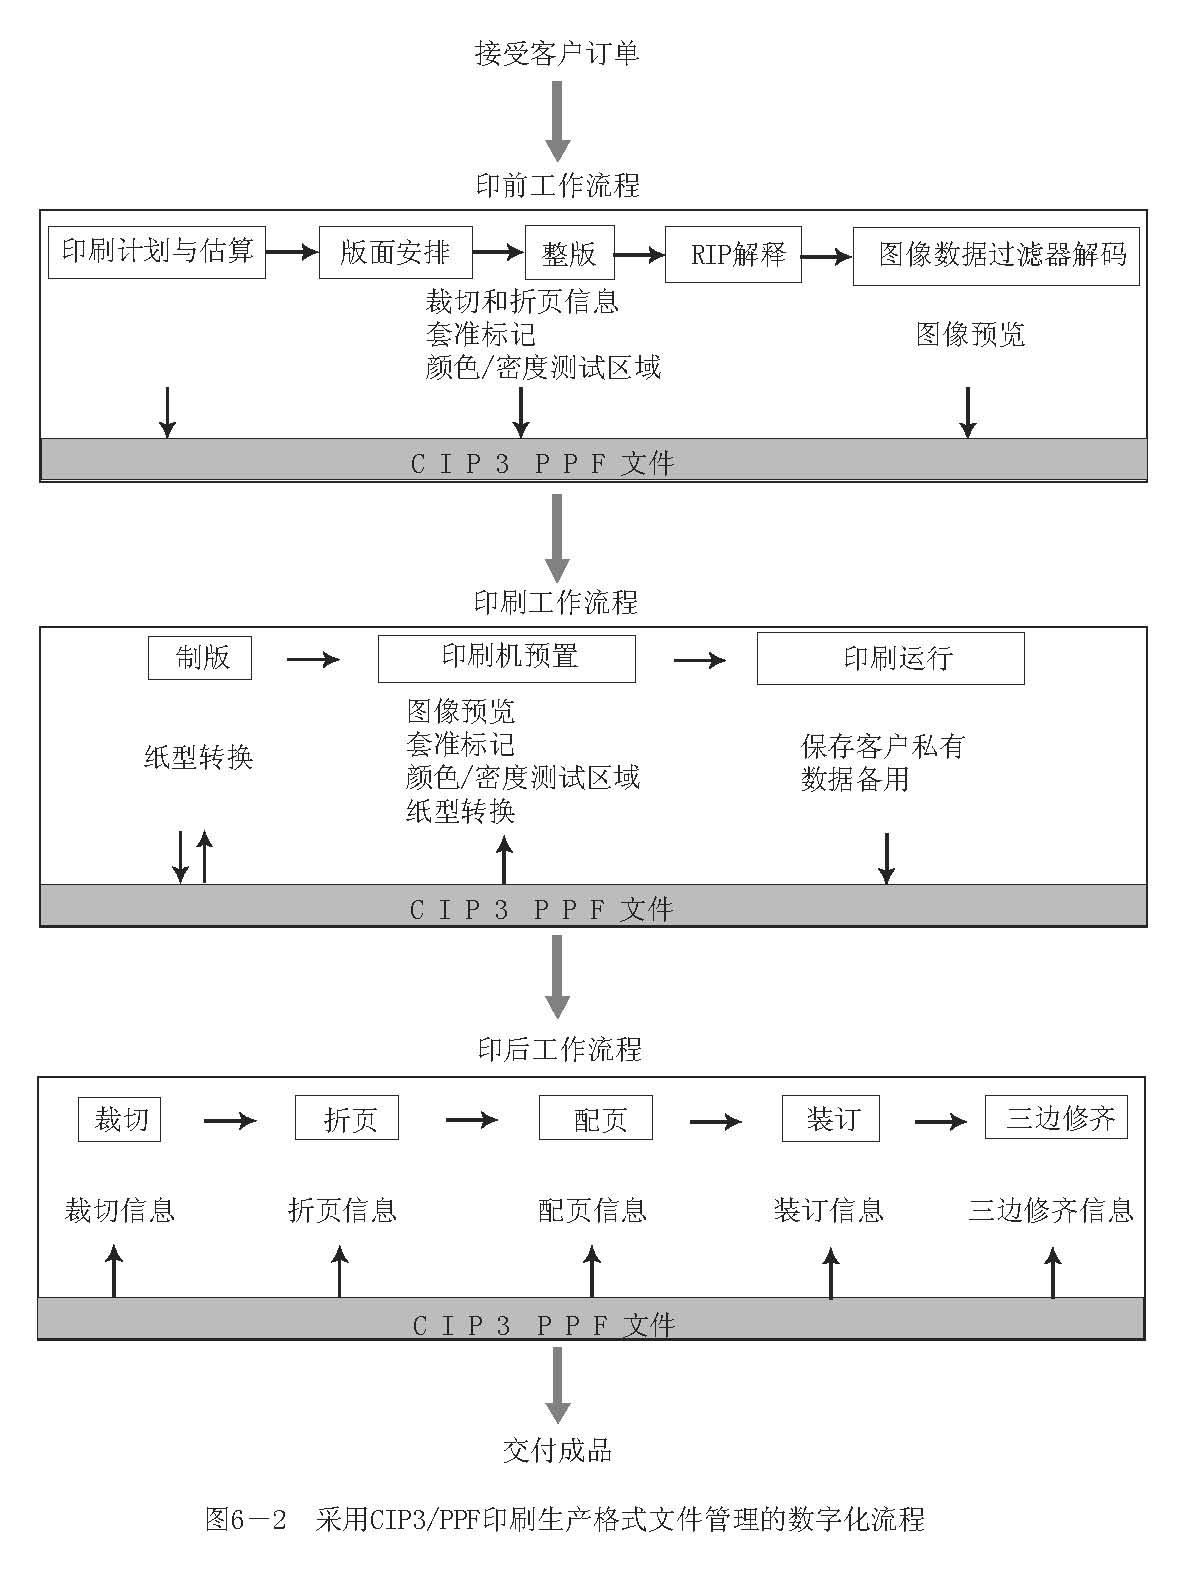 接受客户订单
印前工作流程
印刷计划与估算
版面安排
整版
RIP解释
图像数据过滤器解码
裁切和折页信息
套准标记
颜色/密度测试区域
图像预览
CIP3 PPF 文件
印刷工作流程
制版
印刷机预置
印刷运行
纸型转换
图像预览
套准标记
颜色/密度测试区域
纸型转换
保存客户私有
数据备用
CIP3 PPF 文件
印后工作流程
裁切
折页
配页
装订
三边修齐
裁切信息
折页信息
配页信息
装订信息
三边修齐信息
CIP3 PPF 文件
交付成品
图6-2 采用CIP3/PPF印刷生产格式文件管理的数字化流程